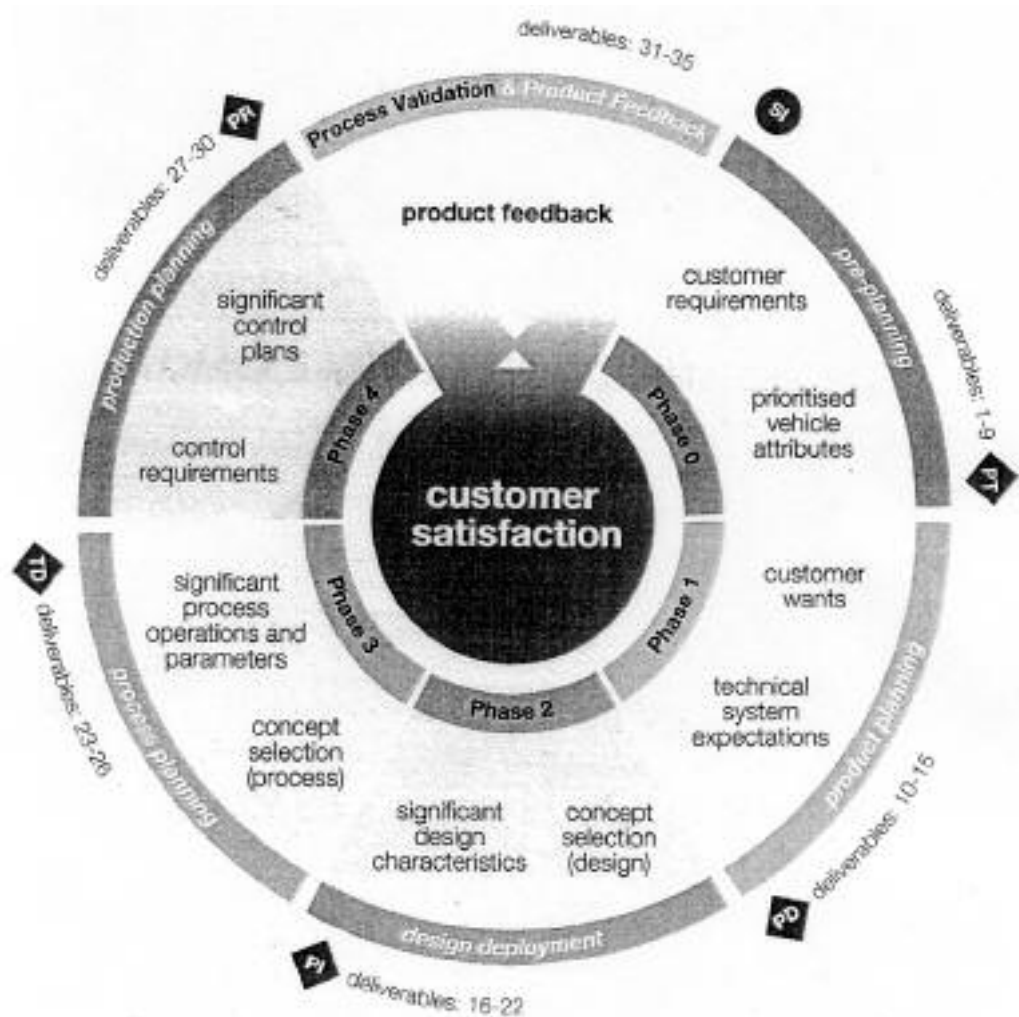 deliverables: 31-35
Process Validation & Product Feedback
SI
PR
deliverables: 27-30
production planning
product feedback
customer
requirements
pre-planning
deliverables: 1-9
significant
control
plans
prioritised
vehicle
attributes
Phase 4
Phase 0
control
requirements
customer
satisfaction
PT
TD
significant
process
operations and
parameters
customer
wants
Phase 3
Phase 1
Phase 2
technical
system
expectations
product planning
deliverables: 23-26
process planning
concept
selection
(process)
significant
design
characteristics
concept
selection
(design)
deliverables: 10-15
PD
design deployment
PI
deliverables: 16-22